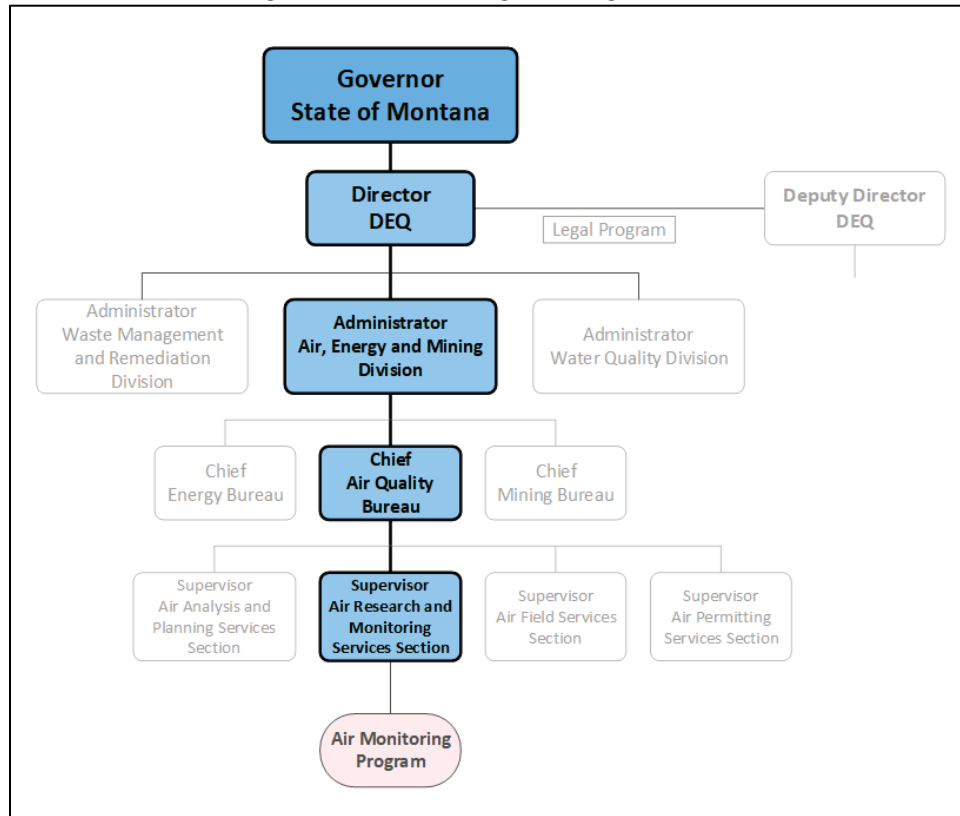 Governor
State of Montana
Director
DEQ
Legal Program
Deputy Director
DEQ
Administrator
Waste Management
and Remediation
Division
Administrator
Air, Energy and Mining
Division
Administrator
Water Quality Division
Chief
Energy Bureau
Chief
Air Quality
Bureau
Chief
Mining Bureau
Supervisor
Air Analysis and
Planning Services
Section
Supervisor
Air Research and
Monitoring
Services Section
Supervisor
Air Field Services
Section
Supervisor
Air Permitting
Services Section
Air Monitoring
Program